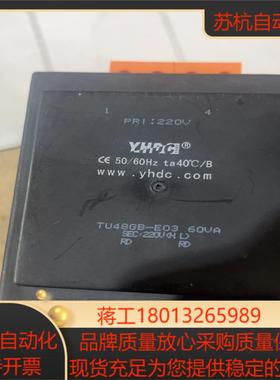 苏杭自动
1 4
PRI:220V
YHDC®
CE 50/60Hz ta40℃/B
www.yhdc.com
TU48GB-E03 60VA
SEC:220V(N L)
RD RD
蒋工18013265989
自动化
品牌质量放心采购质量保
开票
现货充足为您提供稳定的